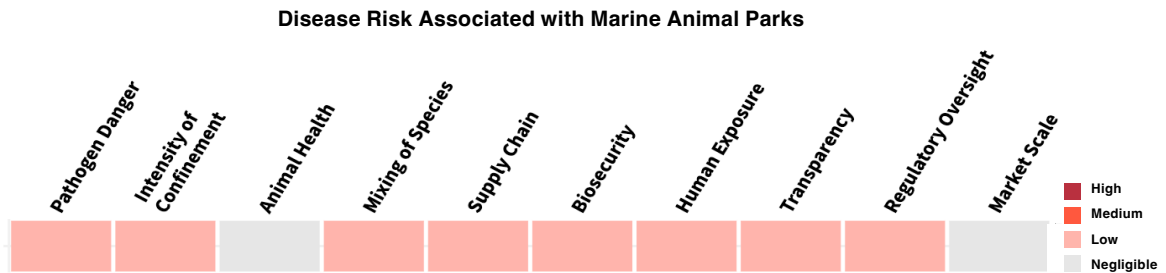 Disease Risk Associated with Marine Animal Parks
Pathogen Danger
Intensity of
Confinement
Animal Health
Mixing of Species
Supply Chain
Biosecurity
Human Exposure
Transparency
Regulatory Oversight
Market Scale
High
Medium
Low
Negligible